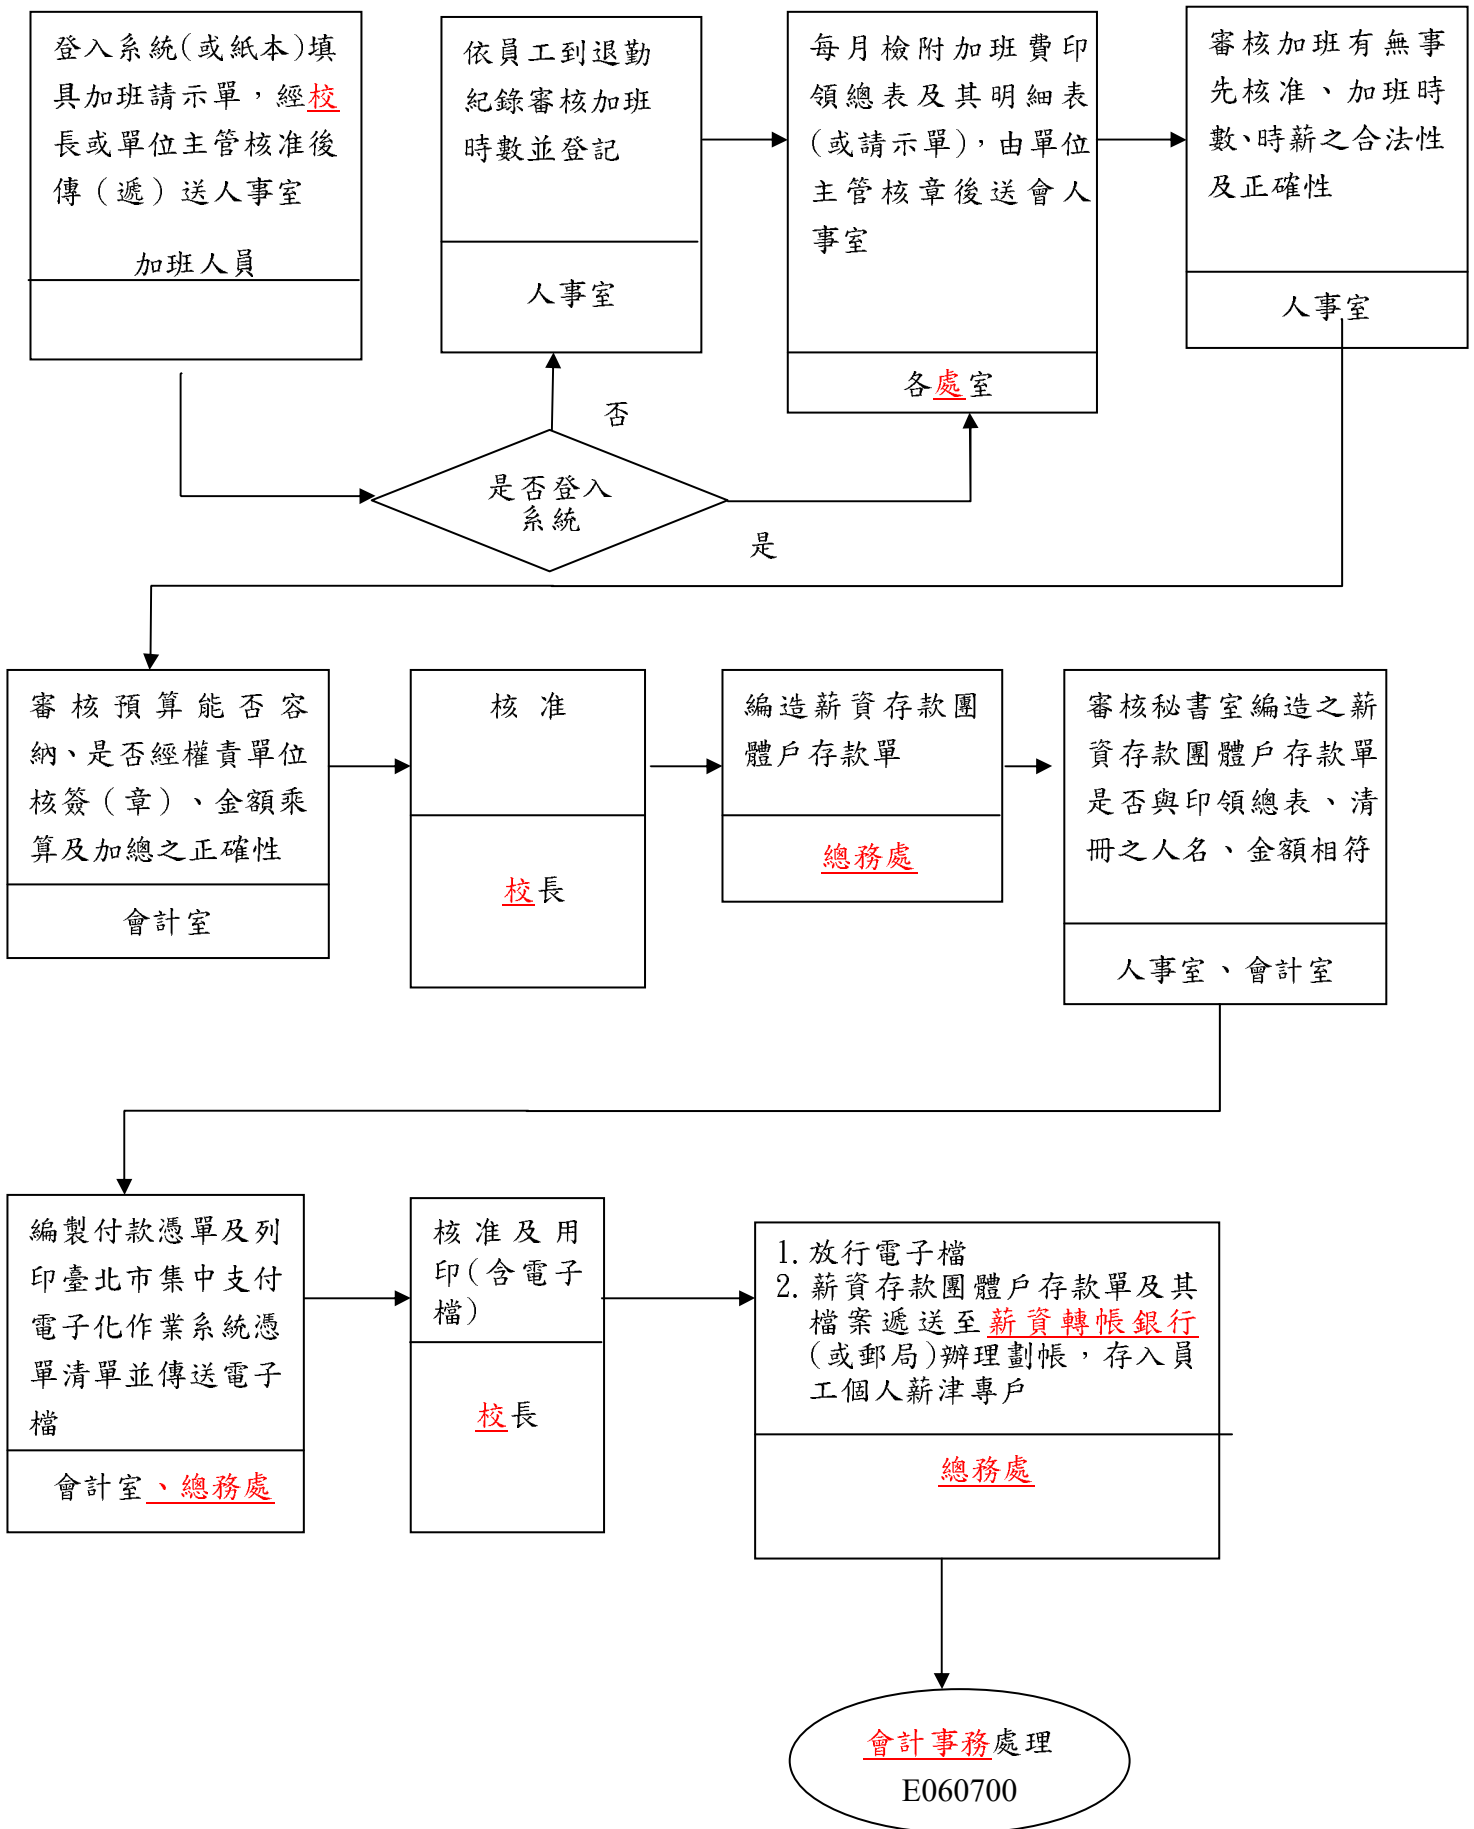 登入系統(或紙本)填
具加班請示單，經校
長或單位主管核准後
傳（遞）送人事室
加班人員
依員工到退勤
紀錄審核加班
時數並登記
人事室
每月檢附加班費印
領總表及其明細表
(或請示單)，由單位
主管核章後送會人
事室
各處室
審核加班有無事
先核准、加班時
數、時薪之合法性
及正確性
人事室
否
是否登入
系統
是
審核預算能否容
納、是否經權責單位
核簽（章）、金額乘
算及加總之正確性
會計室
核准
校長
編造薪資存款團
體戶存款單
總務處
審核秘書室編造之薪
資存款團體戶存款單
是否與印領總表、清
冊之人名、金額相符
人事室、會計室
編製付款憑單及列
印臺北市集中支付
電子化作業系統憑
單清單並傳送電子
檔
會計室、總務處
核准及用
印(含電子
檔)
校長
1. 放行電子檔
2. 薪資存款團體戶存款單及其
檔案遞送至薪資轉帳銀行
(或郵局)辦理劃帳，存入員
工個人薪津專戶
總務處
會計事務處理
E060700